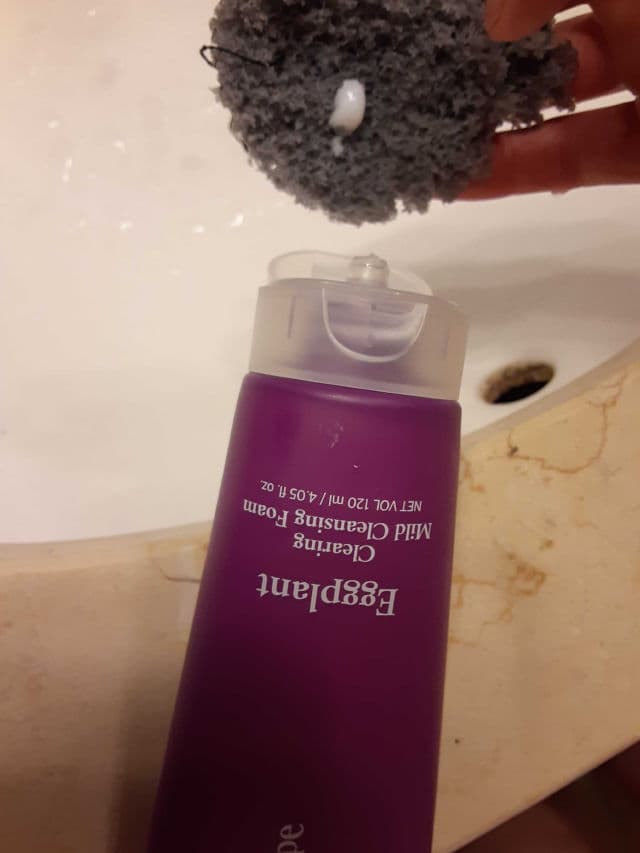 Eggplant
Clearing
Mild Cleansing Foam
NET VOL 120 ml / 4.05 fl. oz.